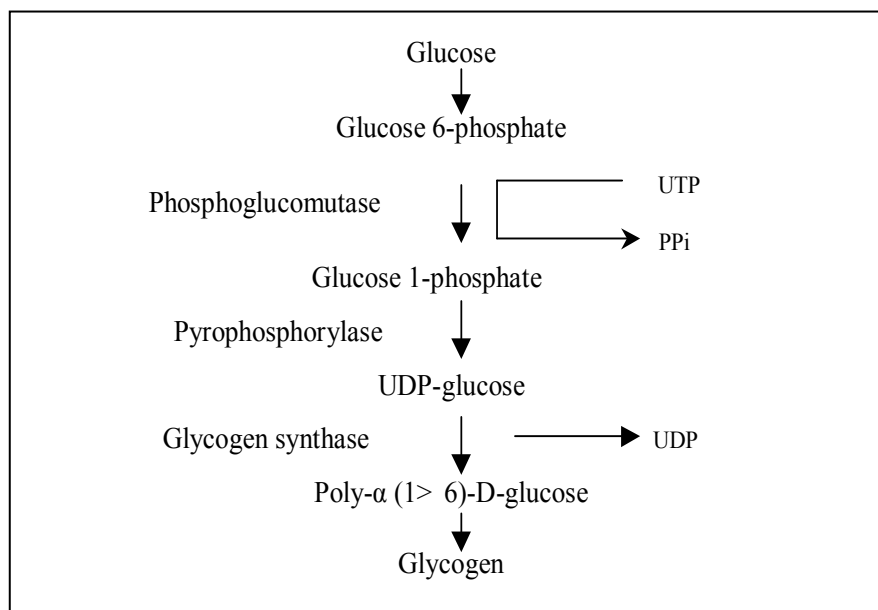 Glucose
Glucose 6-phosphate
Phosphoglucomutase
UTP
PPi
Glucose 1-phosphate
Pyrophosphorylase
UDP-glucose
Glycogen synthase
UDP
Poly-α (1> 6)-D-glucose
Glycogen